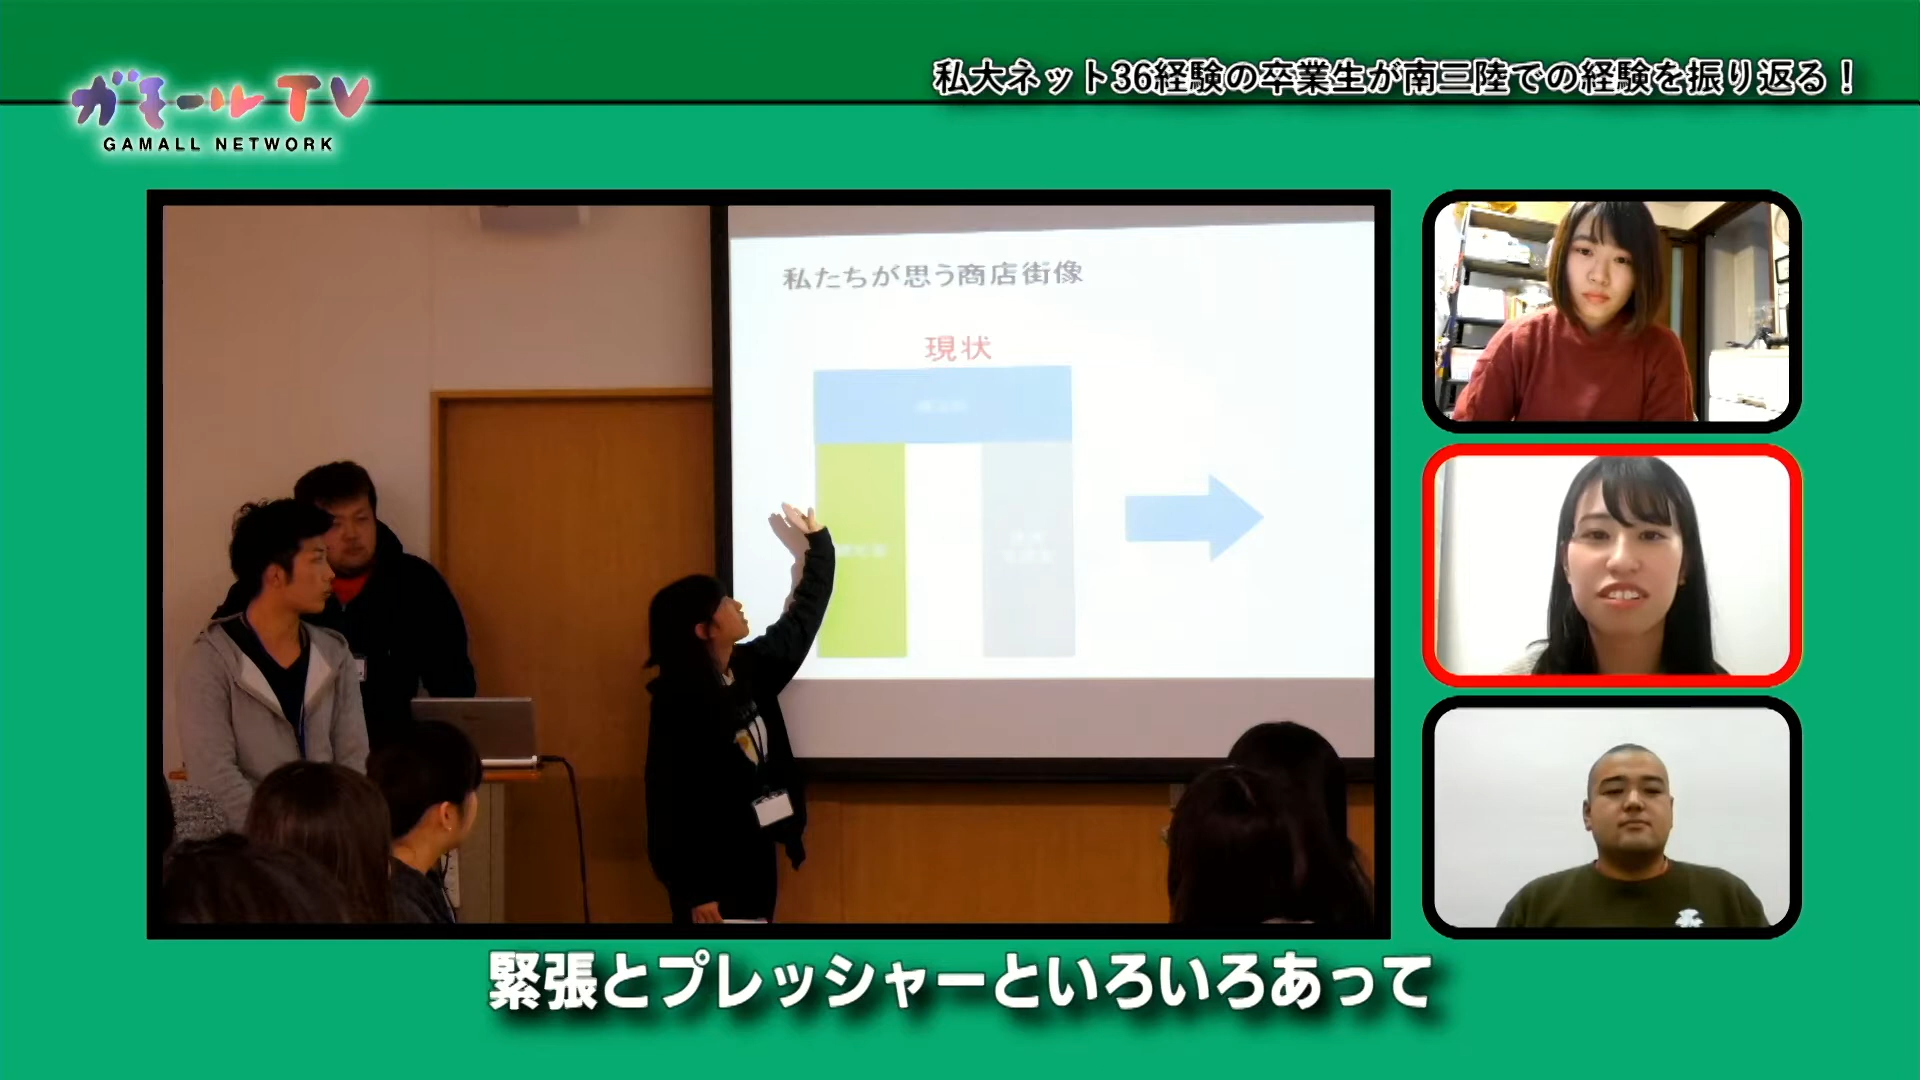 私大ネット36経験の卒業生が南三陸での経験を振り返る！
ガモールTV
GAMALL NETWORK
私たちが思う商店街像
現状
緊張とプレッシャーといろいろあって